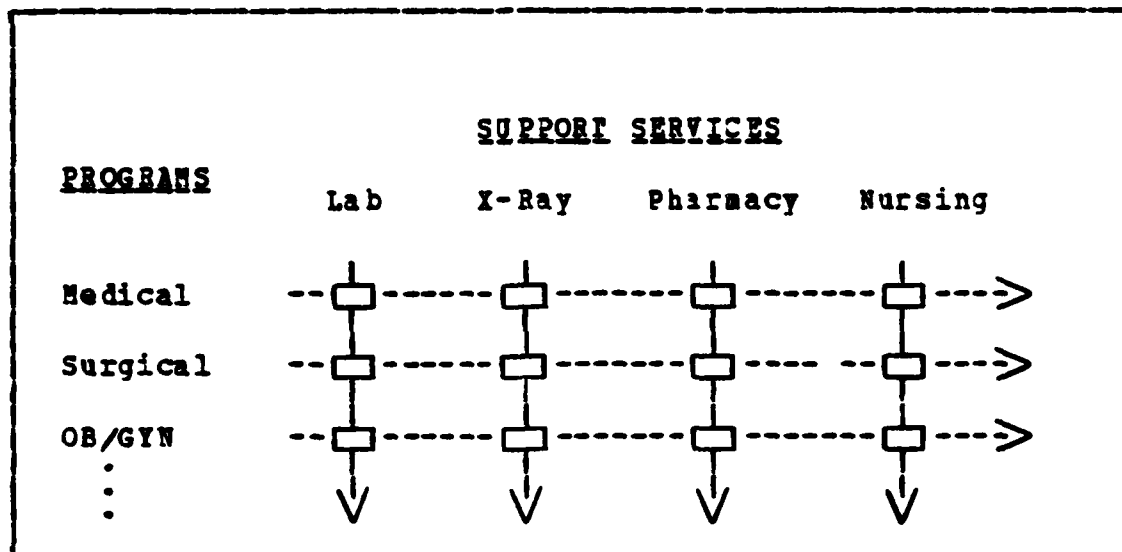 SUPPORT SERVICES
PROGRAMS
Lab X-Ray Pharmacy Nursing
Medical
Surgical
OB/GYN